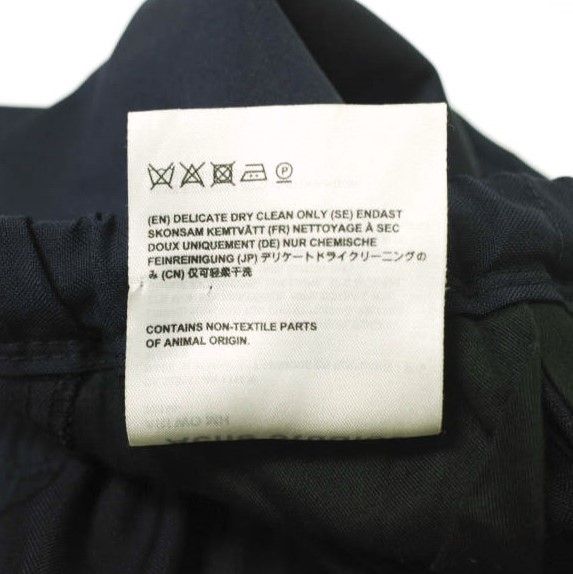 (EN) DELICATE DRY CLEAN ONLY (SE) ENDAST
SKONSAM KEMTVÄTT (FR) NETTOYAGE À SEC
DOUX UNIQUEMENT (DE) NUR CHEMISCHE
FEINREINIGUNG (JP) デリケートドライクリーニングの
み (CN) 仅可轻柔干洗
CONTAINS NON-TEXTILE PARTS
OF ANIMAL ORIGIN.